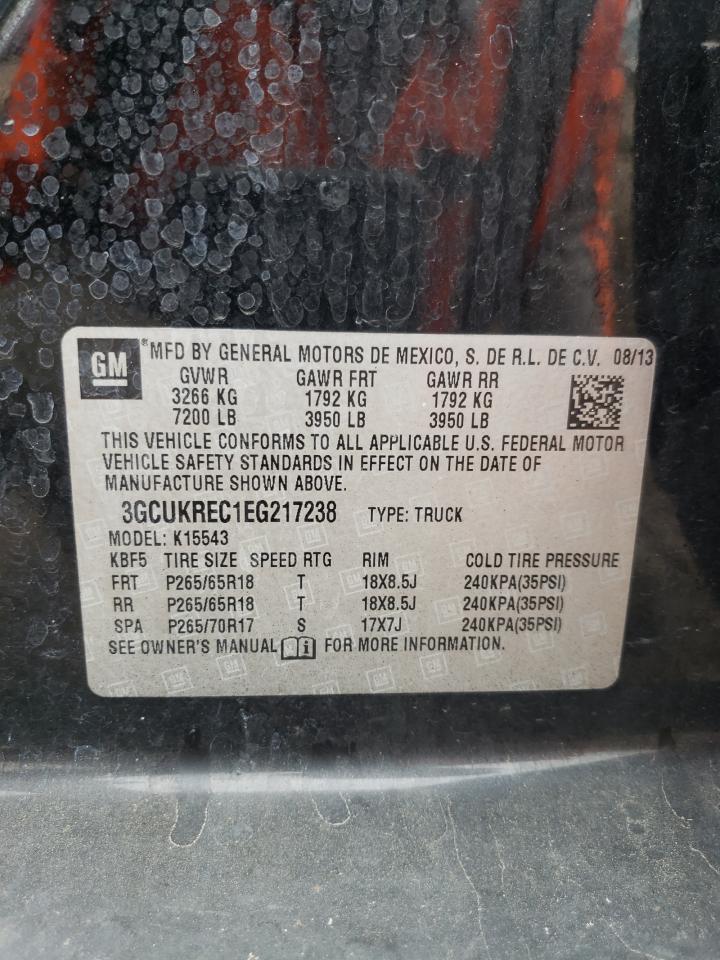 GM ® MFD BY GENERAL MOTORS DE MEXICO, S. DE R.L. DE C.V. 08/13
GVWR GAWR FRT GAWR RR
3266 KG 1792 KG 1792 KG
7200 LB 3950 LB 3950 LB
THIS VEHICLE CONFORMS TO ALL APPLICABLE U.S. FEDERAL MOTOR
VEHICLE SAFETY STANDARDS IN EFFECT ON THE DATE OF
MANUFACTURE SHOWN ABOVE.
3GCUKREC1EG217238 TYPE: TRUCK
MODEL: K15543
KBF5 TIRE SIZE SPEED RTG RIM COLD TIRE PRESSURE
FRT P265/65R18 T 18X8.5J 240KPA(35PSI)
RR P265/65R18 T 18X8.5J 240KPA(35PSI)
SPA P265/70R17 S 17X7J 240KPA(35PSI)
SEE OWNER'S MANUAL i FOR MORE INFORMATION.